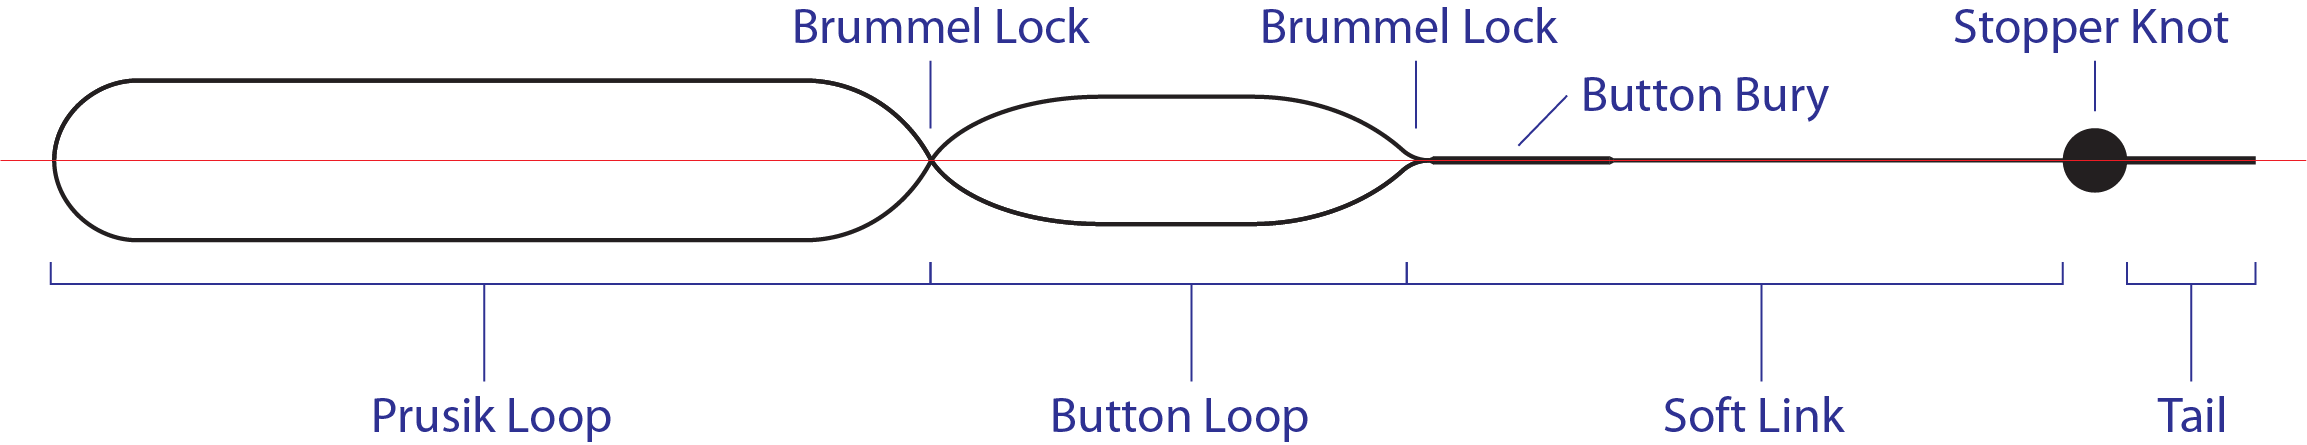 Brummel Lock
Brummel Lock
Stopper Knot
Button Bury
Prusik Loop
Button Loop
Soft Link
Tail